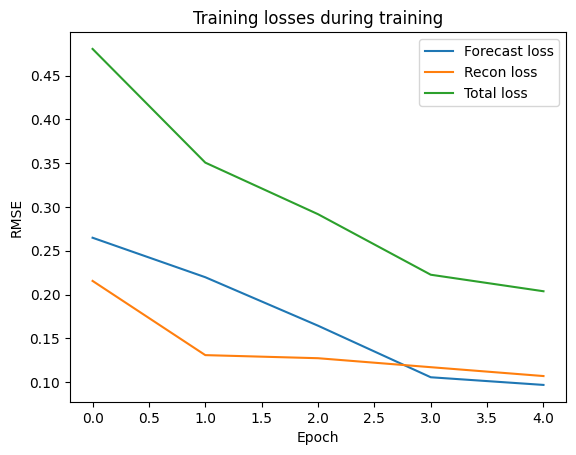 Training losses during training
Forecast loss
Recon loss
Total loss
0.45
0.40
0.35
0.30
0.25
0.20
0.15
0.10
RMSE
0.0 0.5 1.0 1.5 2.0 2.5 3.0 3.5 4.0
Epoch